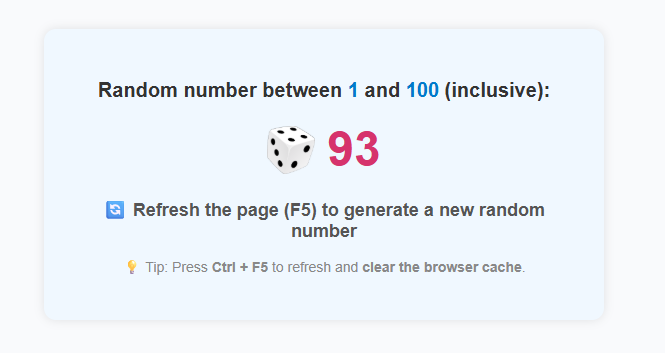 Random number between 1 and 100 (inclusive):
93
Refresh the page (F5) to generate a new random
number
Tip: Press Ctrl + F5 to refresh and clear the browser cache.